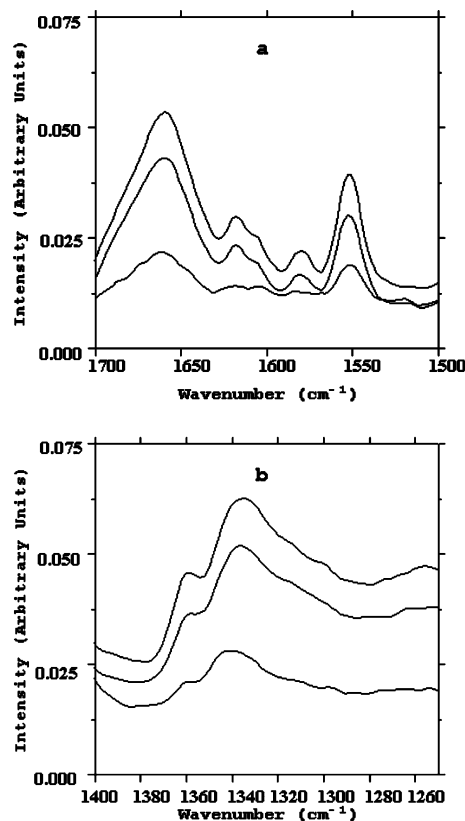 0.075
a
0.050
0.025
0.000
Intensity (Arbitrary Units)
1700 1650 1600 1550 1500
Wavenumber (cm⁻¹)
0.075
b
0.050
0.025
0.000
Intensity (Arbitrary Units)
1400 1380 1360 1340 1320 1300 1280 1260
Wavenumber (cm⁻¹)